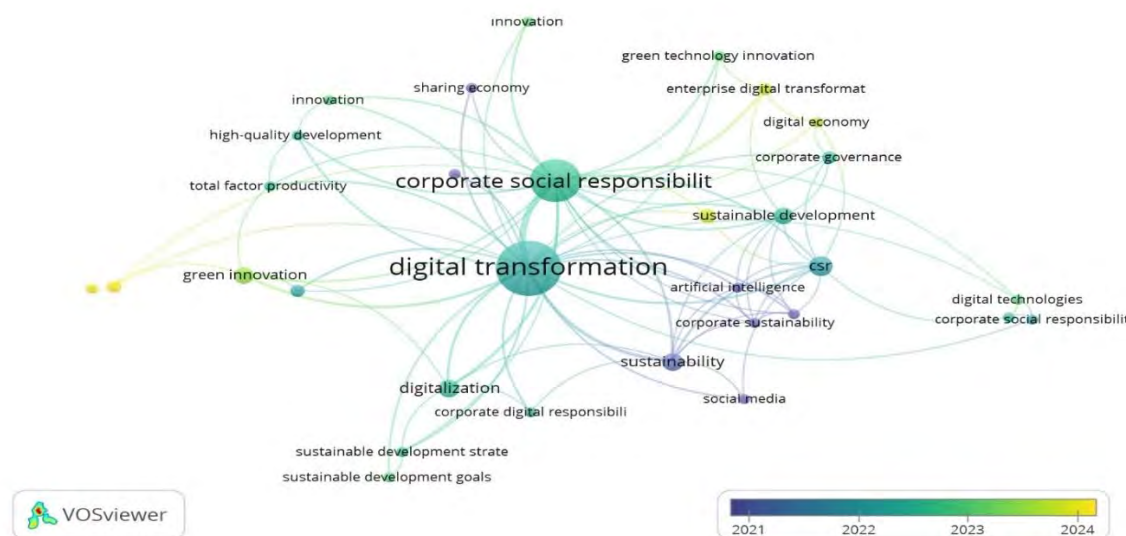 innovation
green technology innovation
sharing economy
enterprise digital transformat
innovation
digital economy
high-quality development
corporate governance
corporate social responsibilit
total factor productivity
sustainable development
digital transformation
csr
green innovation
artificial intelligence
digital technologies
corporate social responsibilit
corporate sustainability
sustainability
digitalization
social media
corporate digital responsibili
sustainable development strate
sustainable development goals
VOSviewer
2021 2022 2023 2024